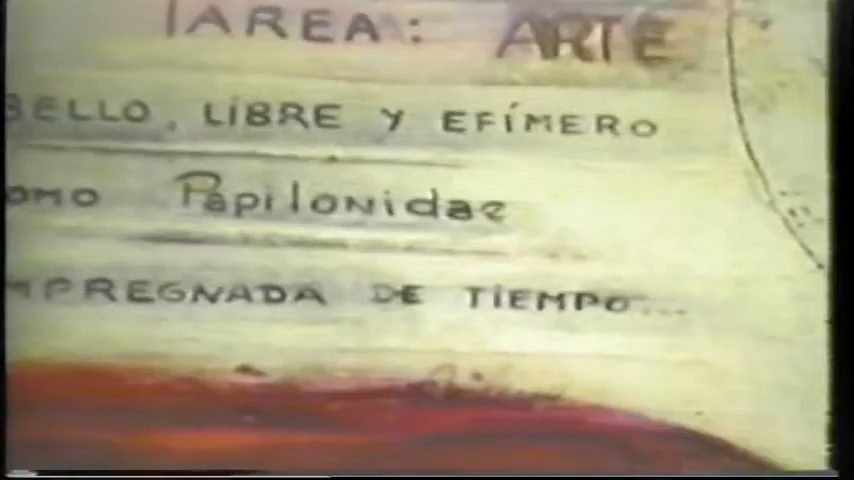 TAREA: ARTE
BELLO, LIBRE Y EFÍMERO
OMO Papilonidae
MPREGNADA DE TIEMPO...